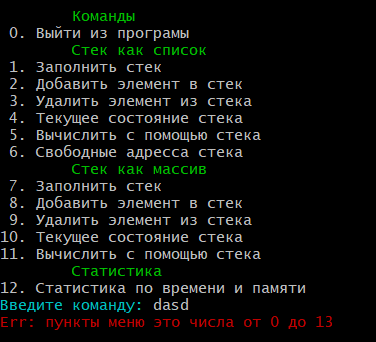 Команды
0. Выйти из програмы
Стек как список
1. Заполнить стек
2. Добавить элемент в стек
3. Удалить элемент из стека
4. Текущее состояние стека
5. Вычислить с помощью стека
6. Свободные адреса стека
Стек как массив
7. Заполнить стек
8. Добавить элемент в стек
9. Удалить элемент из стека
10. Текущее состояние стека
11. Вычислить с помощью стека
Статистика
12. Статистика по времени и памяти
Введите команду: dasd
Err: пункты меню это числа от 0 до 13